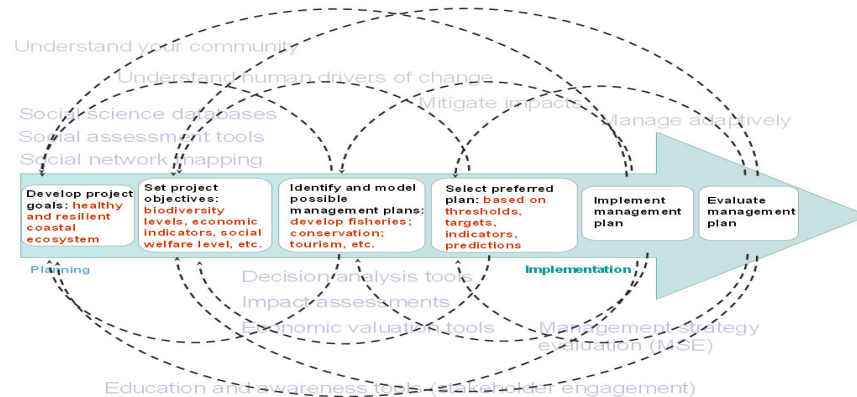 Understand your community
Understand human drivers of change
Mitigate impacts
Manage adaptively
Social science databases
Social assessment tools
Social network mapping
Develop project
goals: healthy
and resilient
coastal
ecosystem
Set project
objectives:
biodiversity
levels, economic
indicators, social
welfare level, etc.
Identify and model
possible
management plans:
develop fisheries;
conservation;
tourism, etc.
Select preferred
plan: based on
thresholds,
targets,
indicators,
predictions
Implement
management
plan
Evaluate
management
plan
Planning
Implementation
Decision analysis tools
Impact assessments
Economic valuation tools
Management strategy
evaluation (MSE)
Education and awareness tools (stakeholder engagement)